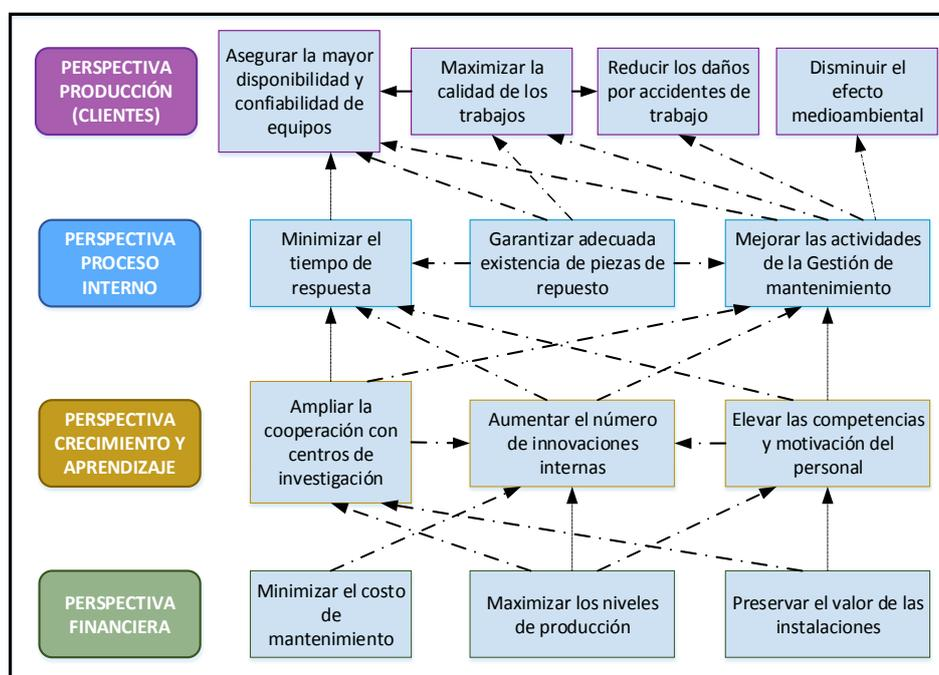 PERSPECTIVA
PRODUCCIÓN
(CLIENTES)
Asegurar la mayor
disponibilidad y
confiabilidad de
equipos
Maximizar la
calidad de los
trabajos
Reducir los daños
por accidentes de
trabajo
Disminuir el
efecto
medioambiental
PERSPECTIVA
PROCESO
INTERNO
Minimizar el
tiempo de
respuesta
Garantizar adecuada
existencia de piezas de
repuesto
Mejorar las actividades
de la Gestión de
mantenimiento
PERSPECTIVA
CRECIMIENTO Y
APRENDIZAJE
Ampliar la
cooperación con
centros de
investigación
Aumentar el número
de innovaciones
internas
Elevar las competencias
y motivación del
personal
PERSPECTIVA
FINANCIERA
Minimizar el costo
de
mantenimiento
Maximizar los niveles
de producción
Preservar el valor de las
instalaciones